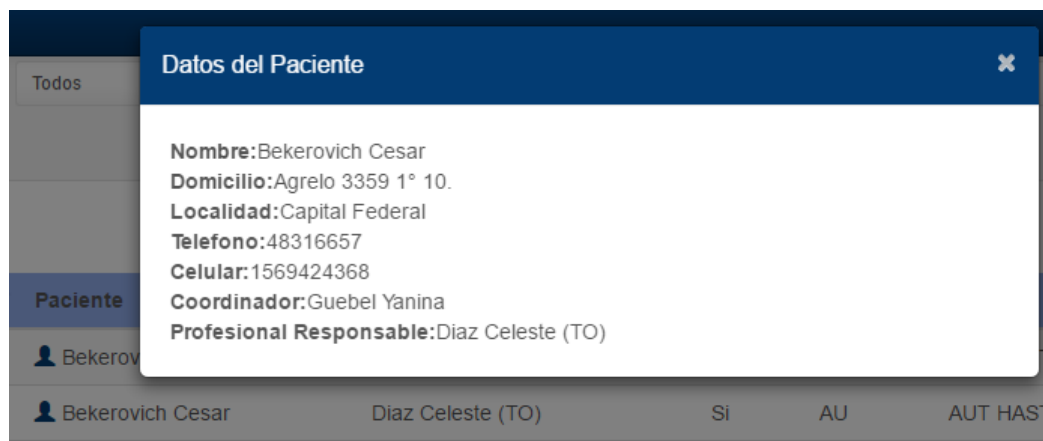 Datos del Paciente
Todos
Nombre:Bekerovich Cesar
Domicilio:Agrelo 3359 1° 10.
Localidad:Capital Federal
Telefono:48316657
Celular:1569424368
Coordinador:Guebel Yanina
Profesional Responsable:Diaz Celeste (TO)
Paciente
Bekerov
Bekerovich Cesar Diaz Celeste (TO) Si AU AUT HAST